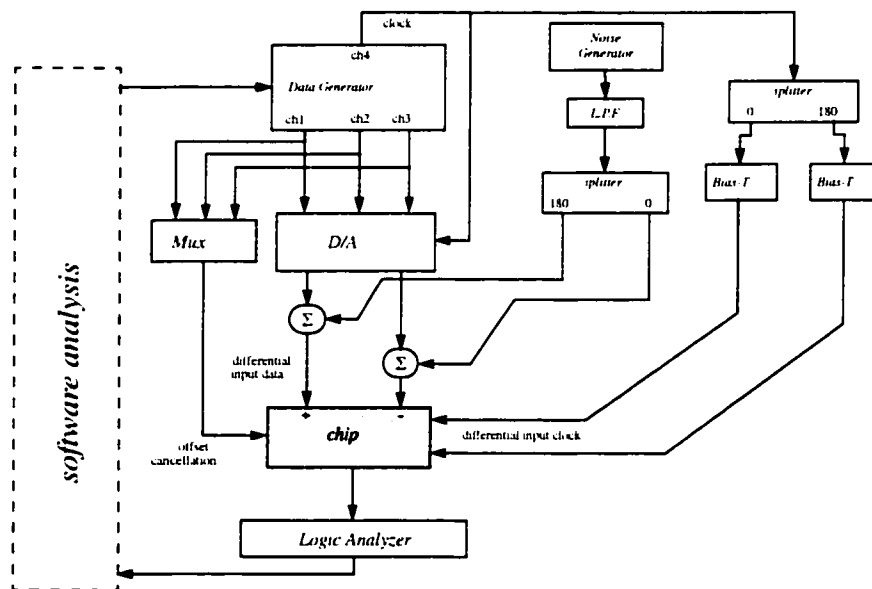 clock
ch4
Data Generator
ch1 ch2 ch3
Noise
Generator
LPF
splitter
180 0
splitter
0 180
Bias-T Bias-T
Mux
D/A
Σ
Σ
differential
input data
+ -
chip
offset
cancellation
differential input clock
Logic Analyzer
software analysis